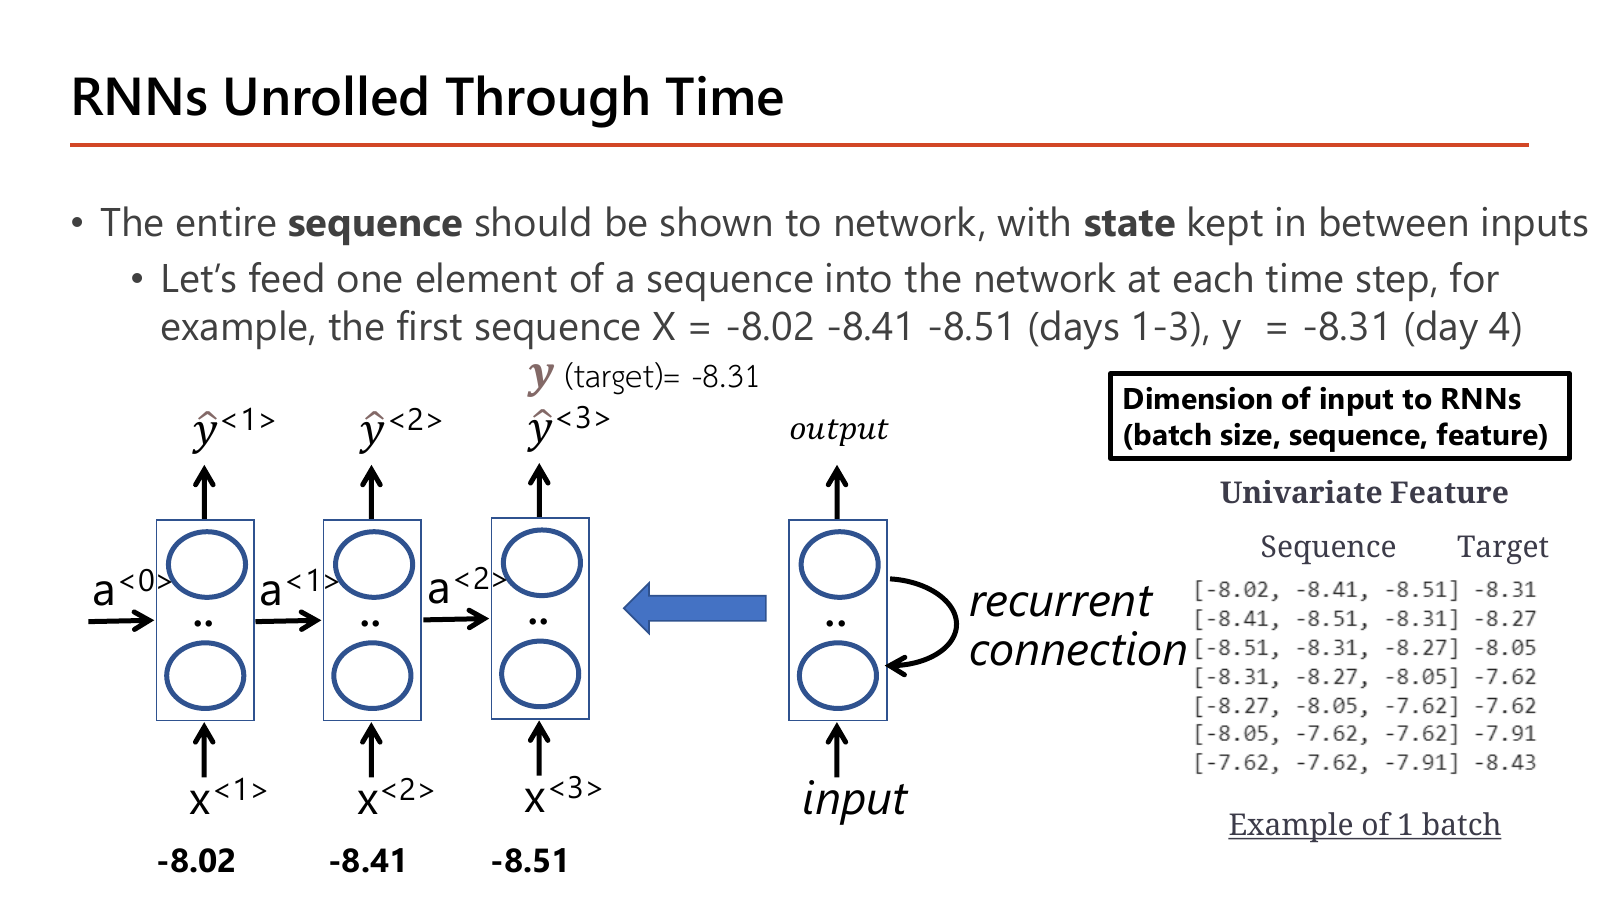 RNNs Unrolled Through Time
• The entire sequence should be shown to network, with state kept in between inputs
• Let’s feed one element of a sequence into the network at each time step, for
example, the first sequence X = -8.02 -8.41 -8.51 (days 1-3), y = -8.31 (day 4)
y (target)= -8.31
ŷ<1> ŷ<2> ŷ<3>
a<0> a<1> a<2>
.. .. ..
x<1> x<2> x<3>
-8.02 -8.41 -8.51
output
..
recurrent
connection
input
Dimension of input to RNNs
(batch size, sequence, feature)
Univariate Feature
Sequence Target
[-8.02, -8.41, -8.51] -8.31
[-8.41, -8.51, -8.31] -8.27
[-8.51, -8.31, -8.27] -8.05
[-8.31, -8.27, -8.05] -7.62
[-8.27, -8.05, -7.62] -7.62
[-8.05, -7.62, -7.62] -7.91
[-7.62, -7.62, -7.91] -8.43
Example of 1 batch